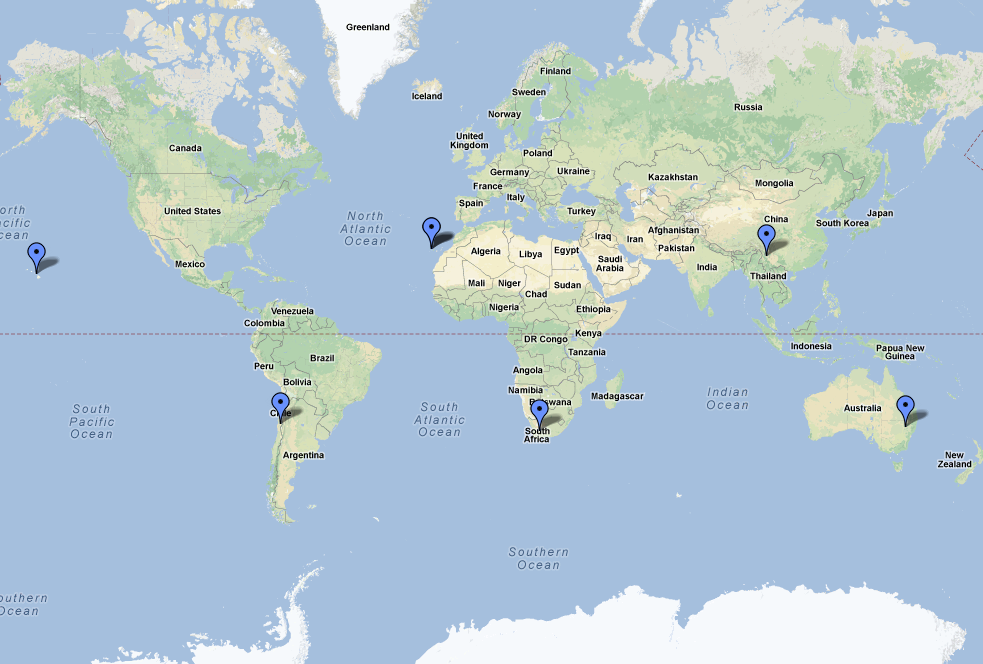 Greenland
Iceland
Finland
Sweden
Norway
Russia
United
Kingdom
Canada
Poland
Germany
Ukraine
Kazakhstan
Mongolia
France
Italy
Spain
Turkey
United States
orth
acific
cean
North
Atlantic
Ocean
Japan
China
South Korea
Afghanistan
Iraq
Iran
Pakistan
Algeria
Libya
Egypt
Saudi
Arabia
Mexico
India
Thailand
Mali
Niger
Sudan
Chad
Nigeria
Ethiopia
Venezuela
Colombia
DR Congo
Kenya
Tanzania
Indonesia
Papua New
Guinea
Brazil
Peru
Bolivia
Angola
Namibia
Botswana
Madagascar
Indian
Ocean
South
Pacific
Ocean
Chile
South
Atlantic
Ocean
Australia
South
Africa
Argentina
New
Zealand
Southern
Ocean
outhern
Ocean